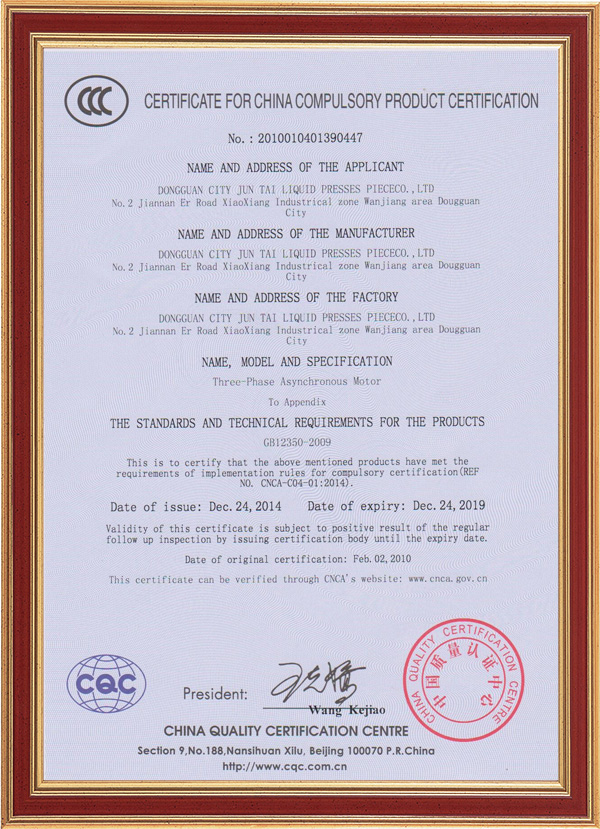 CCC
CERTIFICATE FOR CHINA COMPULSORY PRODUCT CERTIFICATION
No. : 2010010401390447
NAME AND ADDRESS OF THE APPLICANT
DONGGUAN CITY JUN TAI LIQUID PRESSES PIECECO.,LTD
No.2 Jiannan Er Road XiaoXiang Industrical zone Wanjiang area Dougguan
City
NAME AND ADDRESS OF THE MANUFACTURER
DONGGUAN CITY JUN TAI LIQUID PRESSES PIECECO.,LTD
No.2 Jiannan Er Road XiaoXiang Industrical zone Wanjiang area Dougguan
City
NAME AND ADDRESS OF THE FACTORY
DONGGUAN CITY JUN TAI LIQUID PRESSES PIECECO.,LTD
No.2 Jiannan Er Road XiaoXiang Industrical zone Wanjiang area Dougguan
City
NAME, MODEL AND SPECIFICATION
Three-Phase Asynchronous Motor
To Appendix
THE STANDARDS AND TECHNICAL REQUIREMENTS FOR THE PRODUCTS
GB12350-2009
This is to certify that the above mentioned products have met the
requirements of implementation rules for compulsory certification(REF
NO. CNCA-C04-01:2014).
Date of issue: Dec.24,2014 Date of expiry: Dec.24,2019
Validity of this certificate is subject to positive result of the regular
follow up inspection by issuing certification body until the expiry date.
Date of original certification: Feb.02,2010
This certificate can be verified through CNCA's website: www.cnca.gov.cn
CHINA QUALITY CERTIFICATION CENTRE
中国质量认证中心
CQC
President:
Wang Kejiao
CHINA QUALITY CERTIFICATION CENTRE
Section 9,No.188,Nansihuan Xilu, Beijing 100070 P.R.China
http://www.cqc.com.cn